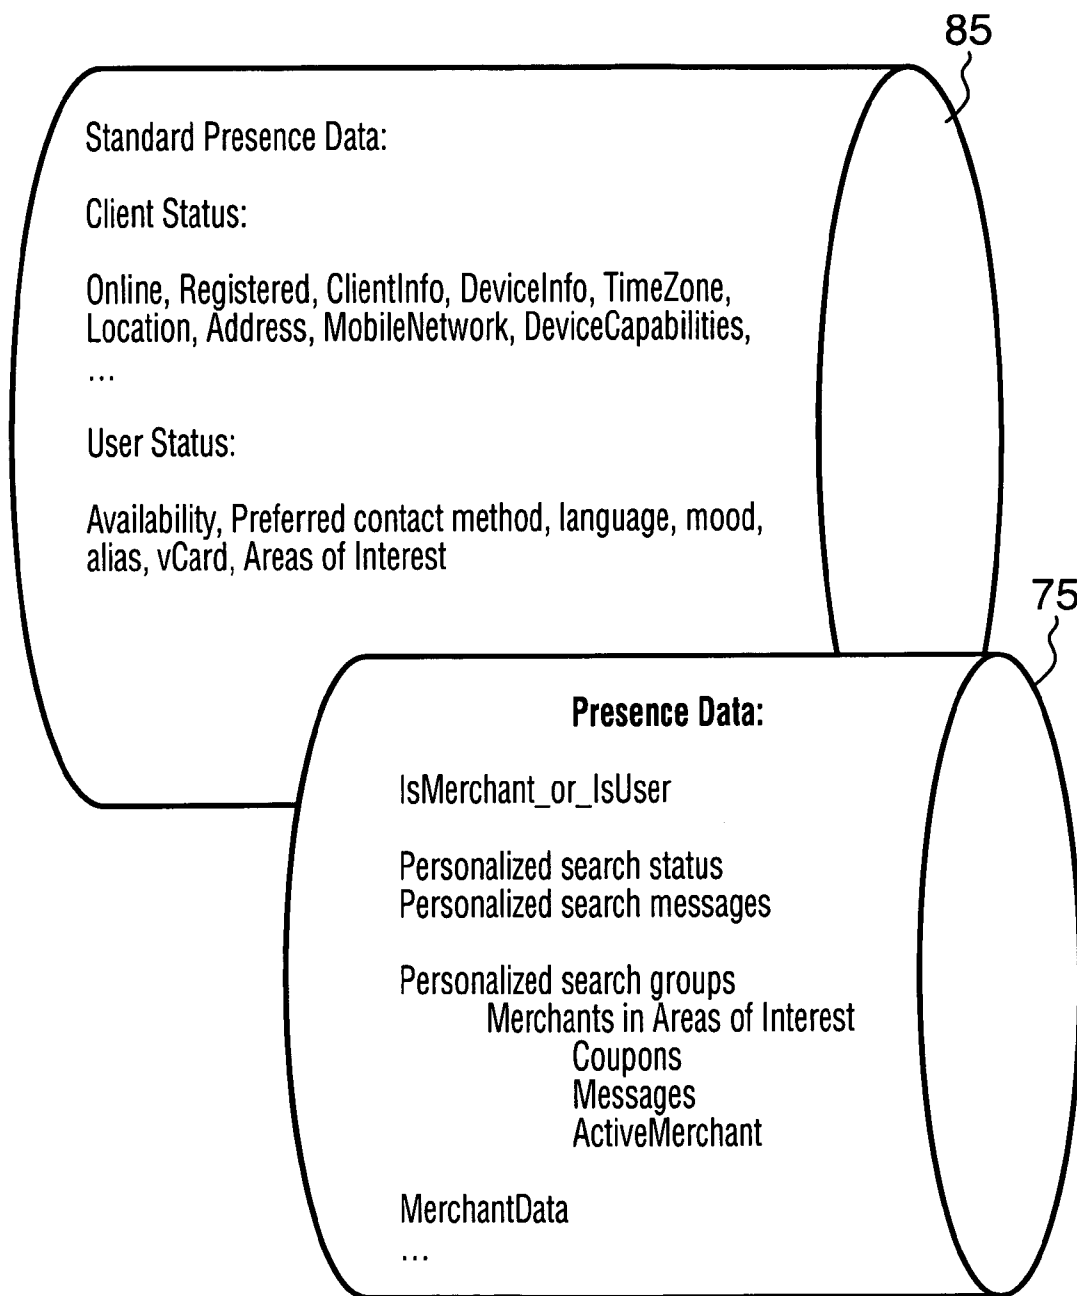 85
Standard Presence Data:
Client Status:
Online, Registered, ClientInfo, DeviceInfo, TimeZone,
Location, Address, MobileNetwork, DeviceCapabilities,
...
User Status:
Availability, Preferred contact method, language, mood,
alias, vCard, Areas of Interest
75
Presence Data:
IsMerchant_or_IsUser
Personalized search status
Personalized search messages
Personalized search groups
Merchants in Areas of Interest
Coupons
Messages
ActiveMerchant
MerchantData
...